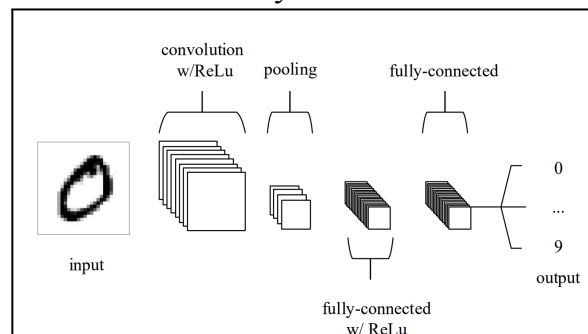 convolution
w/ReLu
pooling
fully-connected
input
0
...
9
output
fully-connected
w/ ReLu